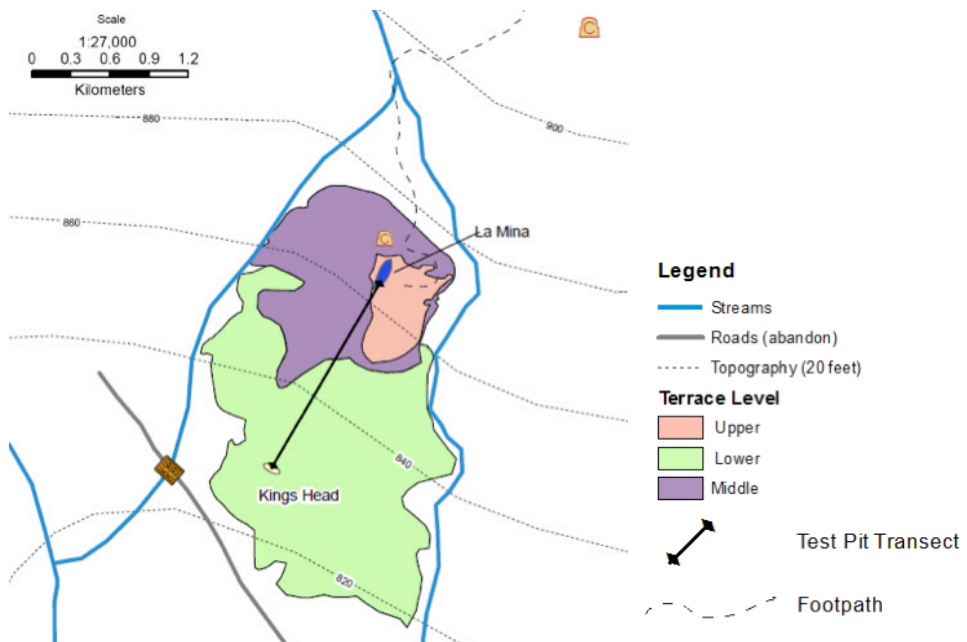 Scale
1:27,000
0 0.3 0.6 0.9 1.2
Kilometers
880
900
860
C
C
La Mina
840
Kings Head
820
Legend
Streams
Roads (abandon)
Topography (20 feet)
Terrace Level
Upper
Lower
Middle
Test Pit Transect
Footpath